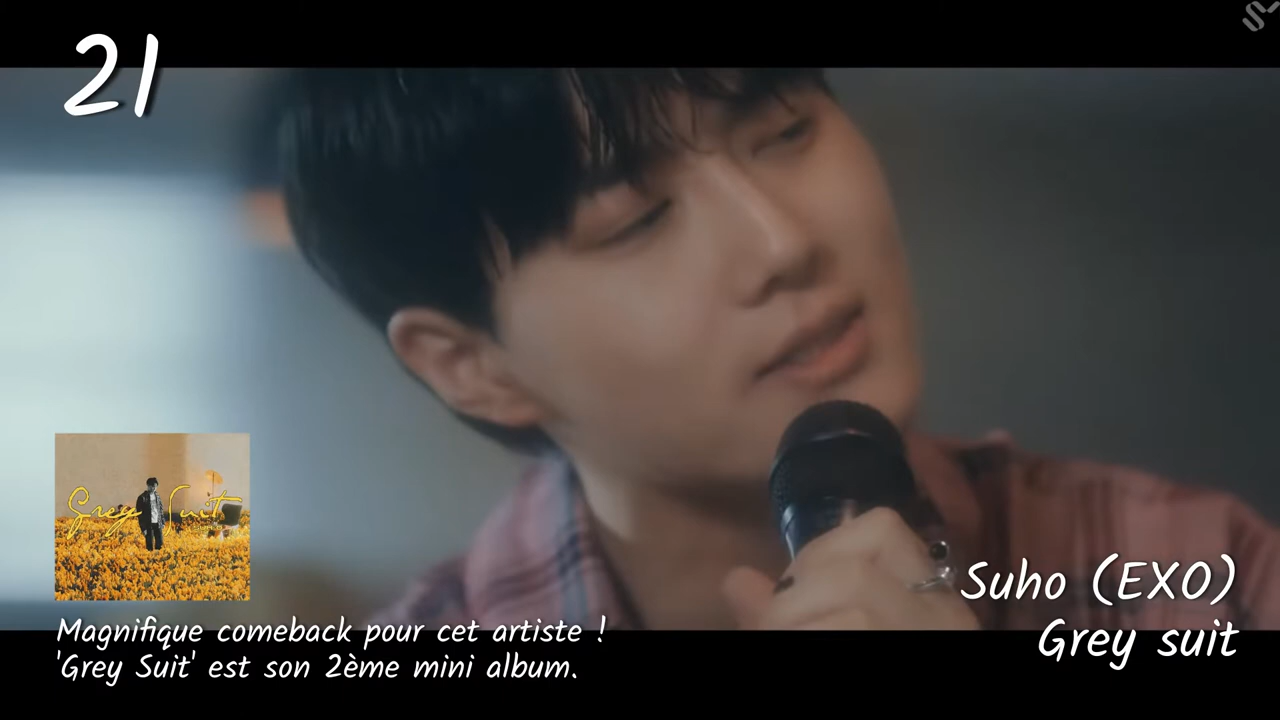 21
Grey Suit
Magnifique comeback pour cet artiste !
'Grey Suit' est son 2ème mini album.
Suho (EXO)
Grey suit